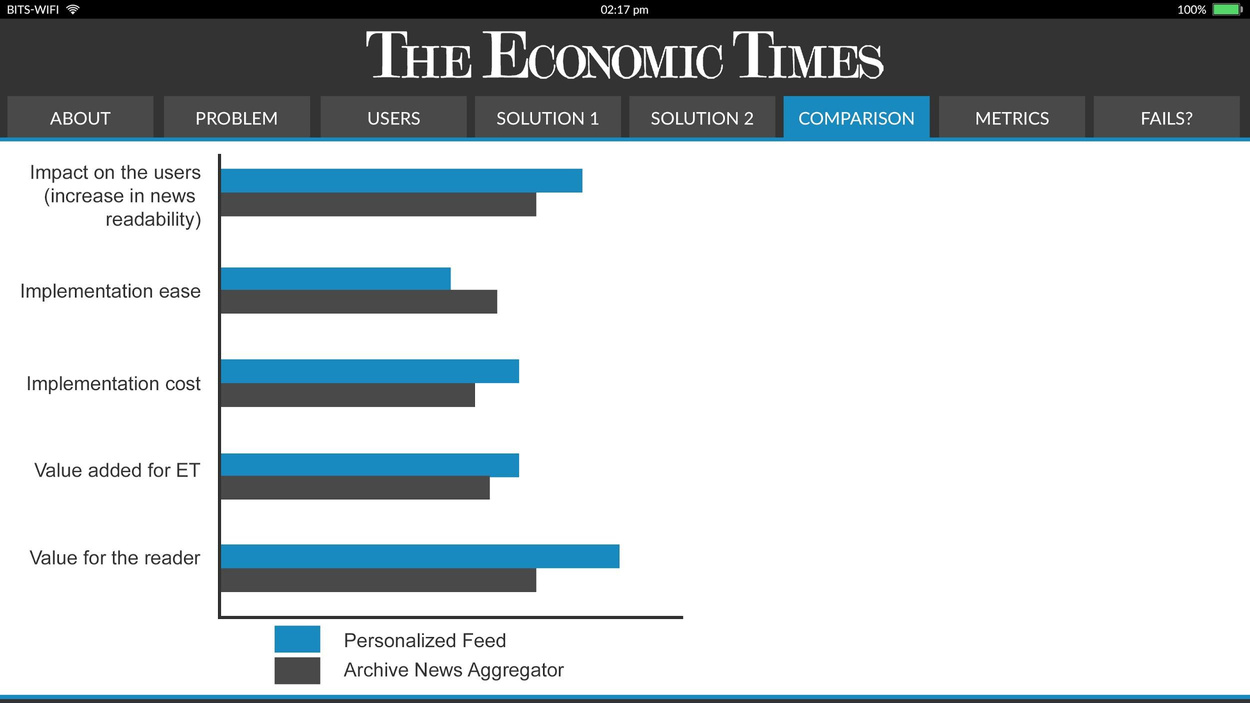 BITS-WIFI 02:17 pm 100%
THE ECONOMIC TIMES
ABOUT PROBLEM USERS SOLUTION 1 SOLUTION 2 COMPARISON METRICS FAILS?
Impact on the users
(increase in news
readability)
Implementation ease
Implementation cost
Value added for ET
Value for the reader
Personalized Feed
Archive News Aggregator